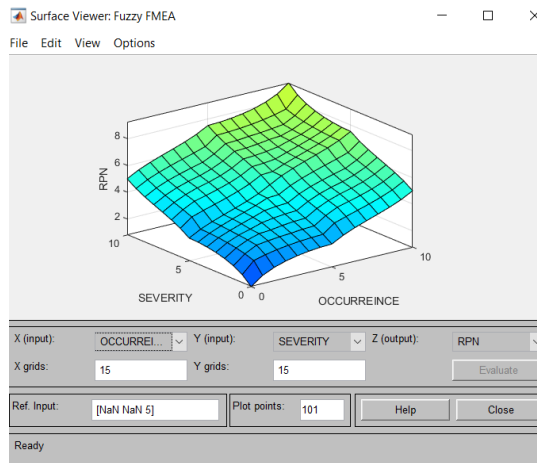 Surface Viewer: Fuzzy FMEA
File Edit View Options
8
6
4
2
RPN
10
5
0
SEVERITY
0
5
10
OCCURREINCE
X (input): OCCURREI... Y (input): SEVERITY Z (output): RPN
X grids: 15 Y grids: 15 Evaluate
Ref. Input: [NaN NaN 5] Plot points: 101 Help Close
Ready